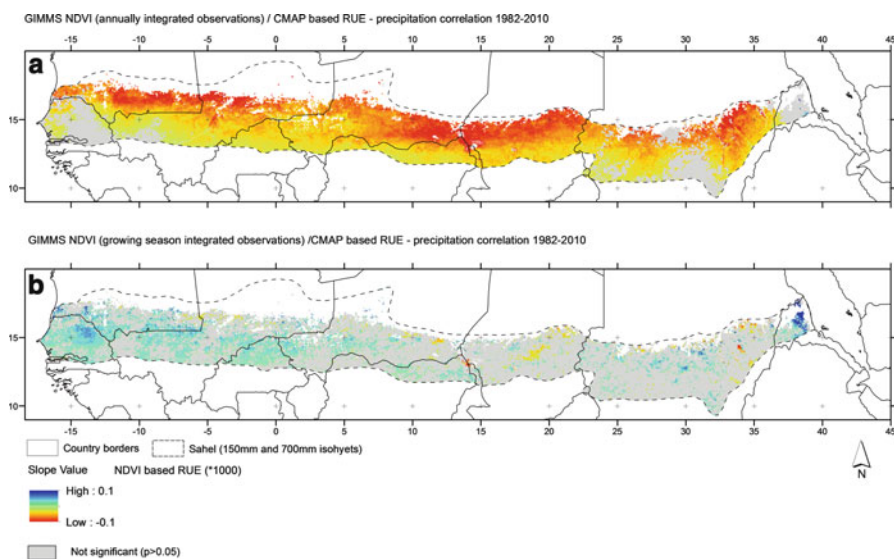 GIMMS NDVI (annually integrated observations) / CMAP based RUE - precipitation correlation 1982-2010
-15 -10 -5 0 5 10 15 20 25 30 35 40 45
a
15
10
GIMMS NDVI (growing season integrated observations) /CMAP based RUE - precipitation correlation 1982-2010
b
15
10
-15 -10 -5 0 5 10 15 20 25 30 35 40 45
Country borders Sahel (150mm and 700mm isohyets)
Slope Value NDVI based RUE (*1000)
High : 0.1
Low : -0.1
Not significant (p>0.05)
N